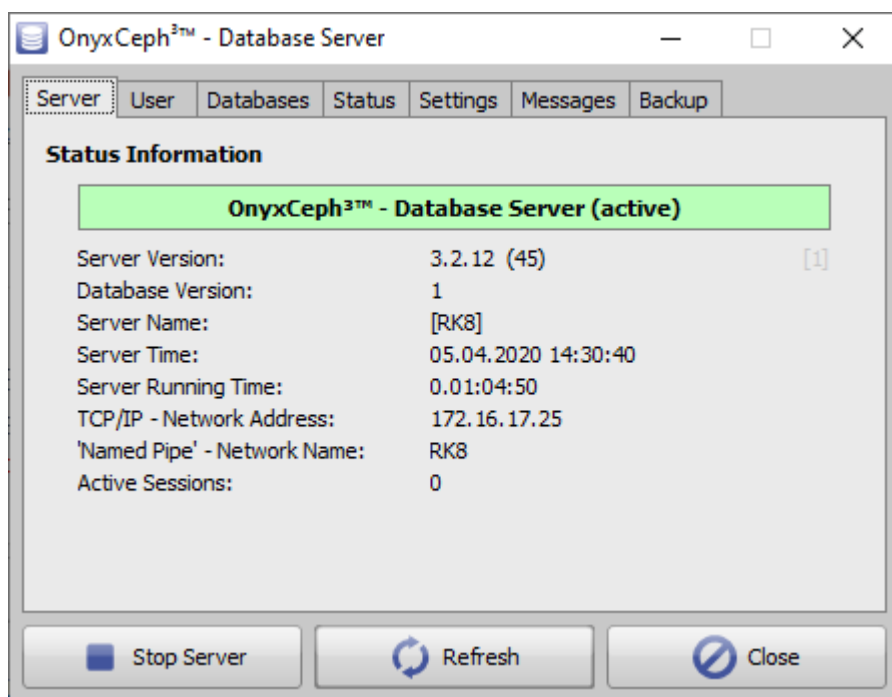 OnyxCeph³™ - Database Server
Server User Databases Status Settings Messages Backup
Status Information
OnyxCeph³™ - Database Server (active)
Server Version: 3.2.12 (45) [1]
Database Version: 1
Server Name: [RK8]
Server Time: 05.04.2020 14:30:40
Server Running Time: 0.01:04:50
TCP/IP - Network Address: 172.16.17.25
'Named Pipe' - Network Name: RK8
Active Sessions: 0
Stop Server Refresh Close